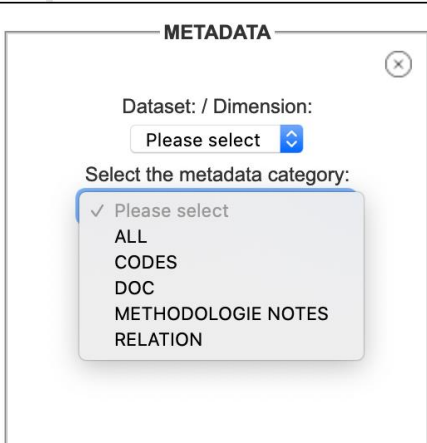 METADATA
Dataset: / Dimension:
Please select
Select the metadata category:
✓ Please select
ALL
CODES
DOC
METHODOLOGIE NOTES
RELATION